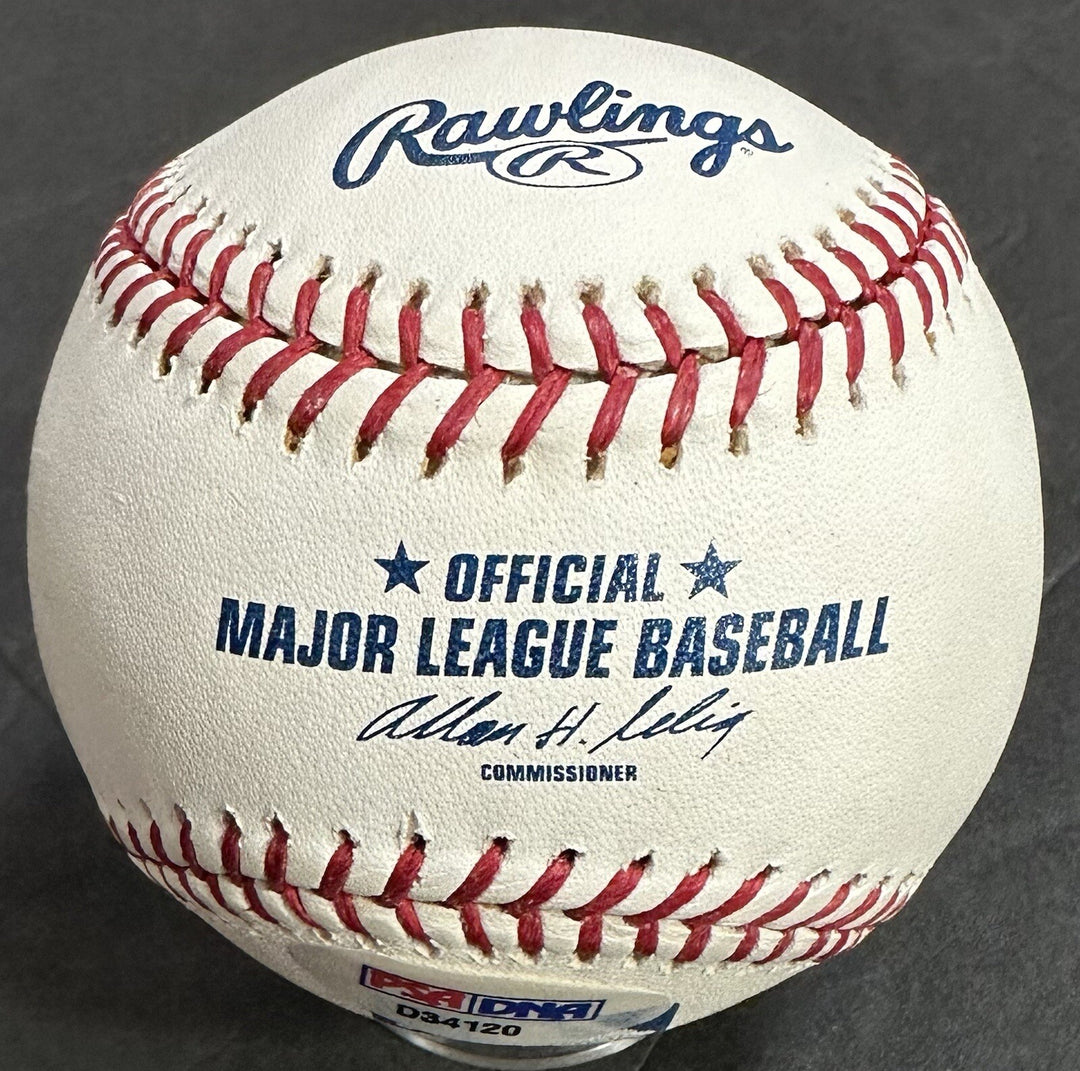 Rawlings
R
★ OFFICIAL ★
MAJOR LEAGUE BASEBALL
Allan H. Selig
COMMISSIONER
PSA DNA
D34120